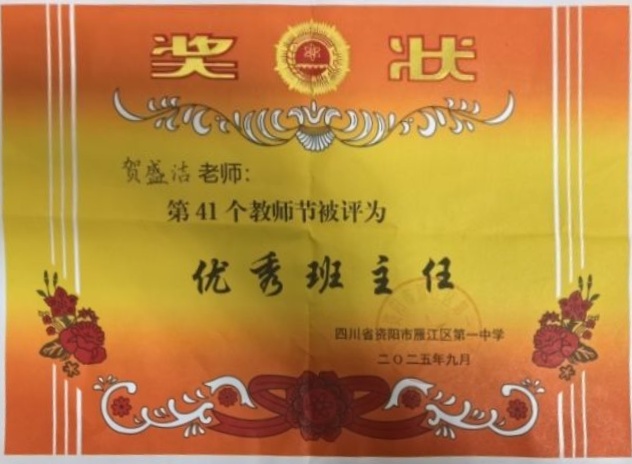 奖状
贺盛洁老师：
第41个教师节被评为
优秀班主任
四川省资阳市雁江区第一中学
二〇二五年九月